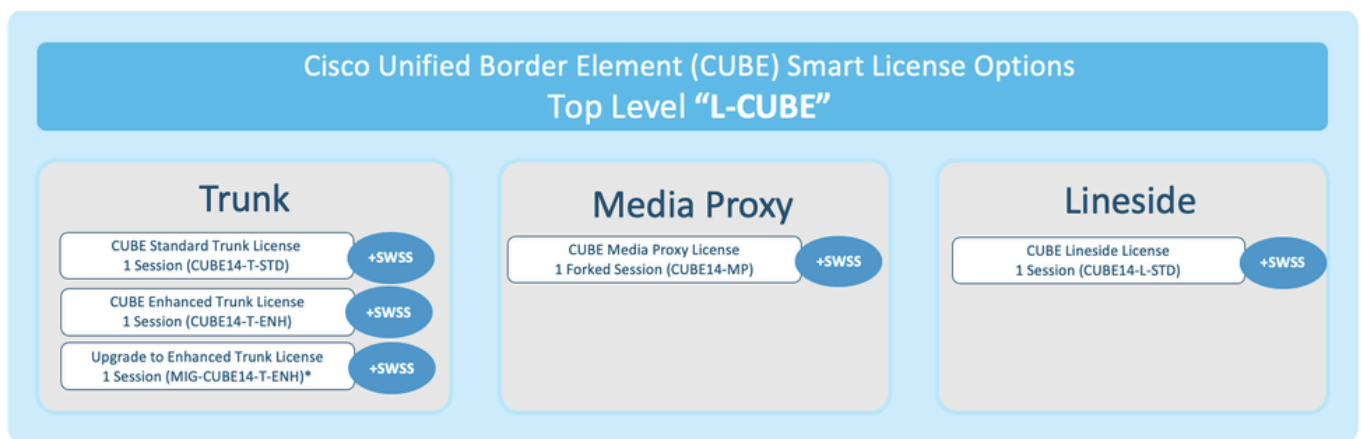 Cisco Unified Border Element (CUBE) Smart License Options
Top Level “L-CUBE”
Trunk
CUBE Standard Trunk License
1 Session (CUBE14-T-STD)
+SWSS
CUBE Enhanced Trunk License
1 Session (CUBE14-T-ENH)
+SWSS
Upgrade to Enhanced Trunk License
1 Session (MIG-CUBE14-T-ENH)*
+SWSS
Media Proxy
CUBE Media Proxy License
1 Forked Session (CUBE14-MP)
+SWSS
Lineside
CUBE Lineside License
1 Session (CUBE14-L-STD)
+SWSS